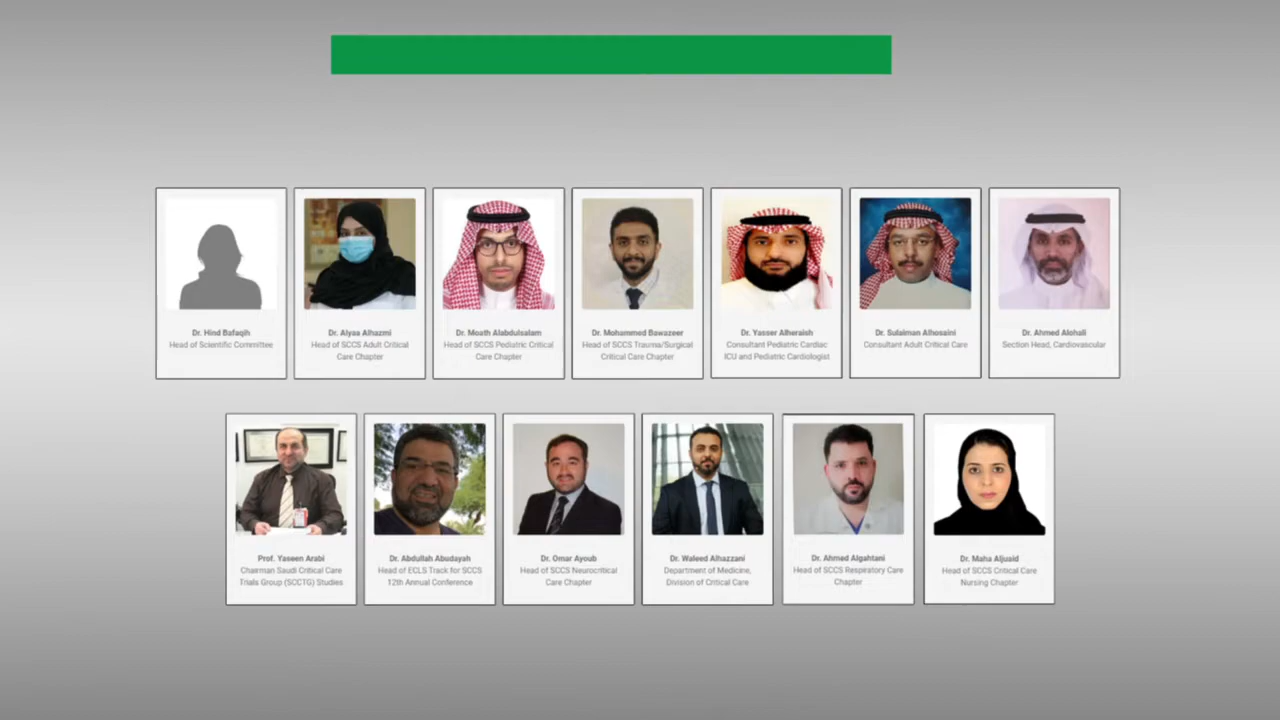 Dr. Hind Bafaqih
Head of Scientific Committee
Dr. Alyaa Alhazmi
Head of SCCS Adult Critical
Care Chapter
Dr. Moath Alabdulsalam
Head of SCCS Pediatric Critical
Care Chapter
Dr. Mohammed Bawazeer
Head of SCCS Trauma/Surgical
Critical Care Chapter
Dr. Yasser Alheraish
Consultant Pediatric Cardiac
ICU and Pediatric Cardiologist
Dr. Sulaiman Alhosaini
Consultant Adult Critical Care
Dr. Ahmed Alohali
Section Head, Cardiovascular
Prof. Yaseen Arabi
Chairman Saudi Critical Care
Trials Group (SCCTG) Studies
Dr. Abdullah Abudayah
Head of ECLS Track for SCCS
12th Annual Conference
Dr. Omar Ayoub
Head of SCCS Neurocritical
Care Chapter
Dr. Waleed Alhazzani
Department of Medicine,
Division of Critical Care
Dr. Ahmed Algahtani
Head of SCCS Respiratory Care
Chapter
Dr. Maha Aljuaid
Head of SCCS Critical Care
Nursing Chapter